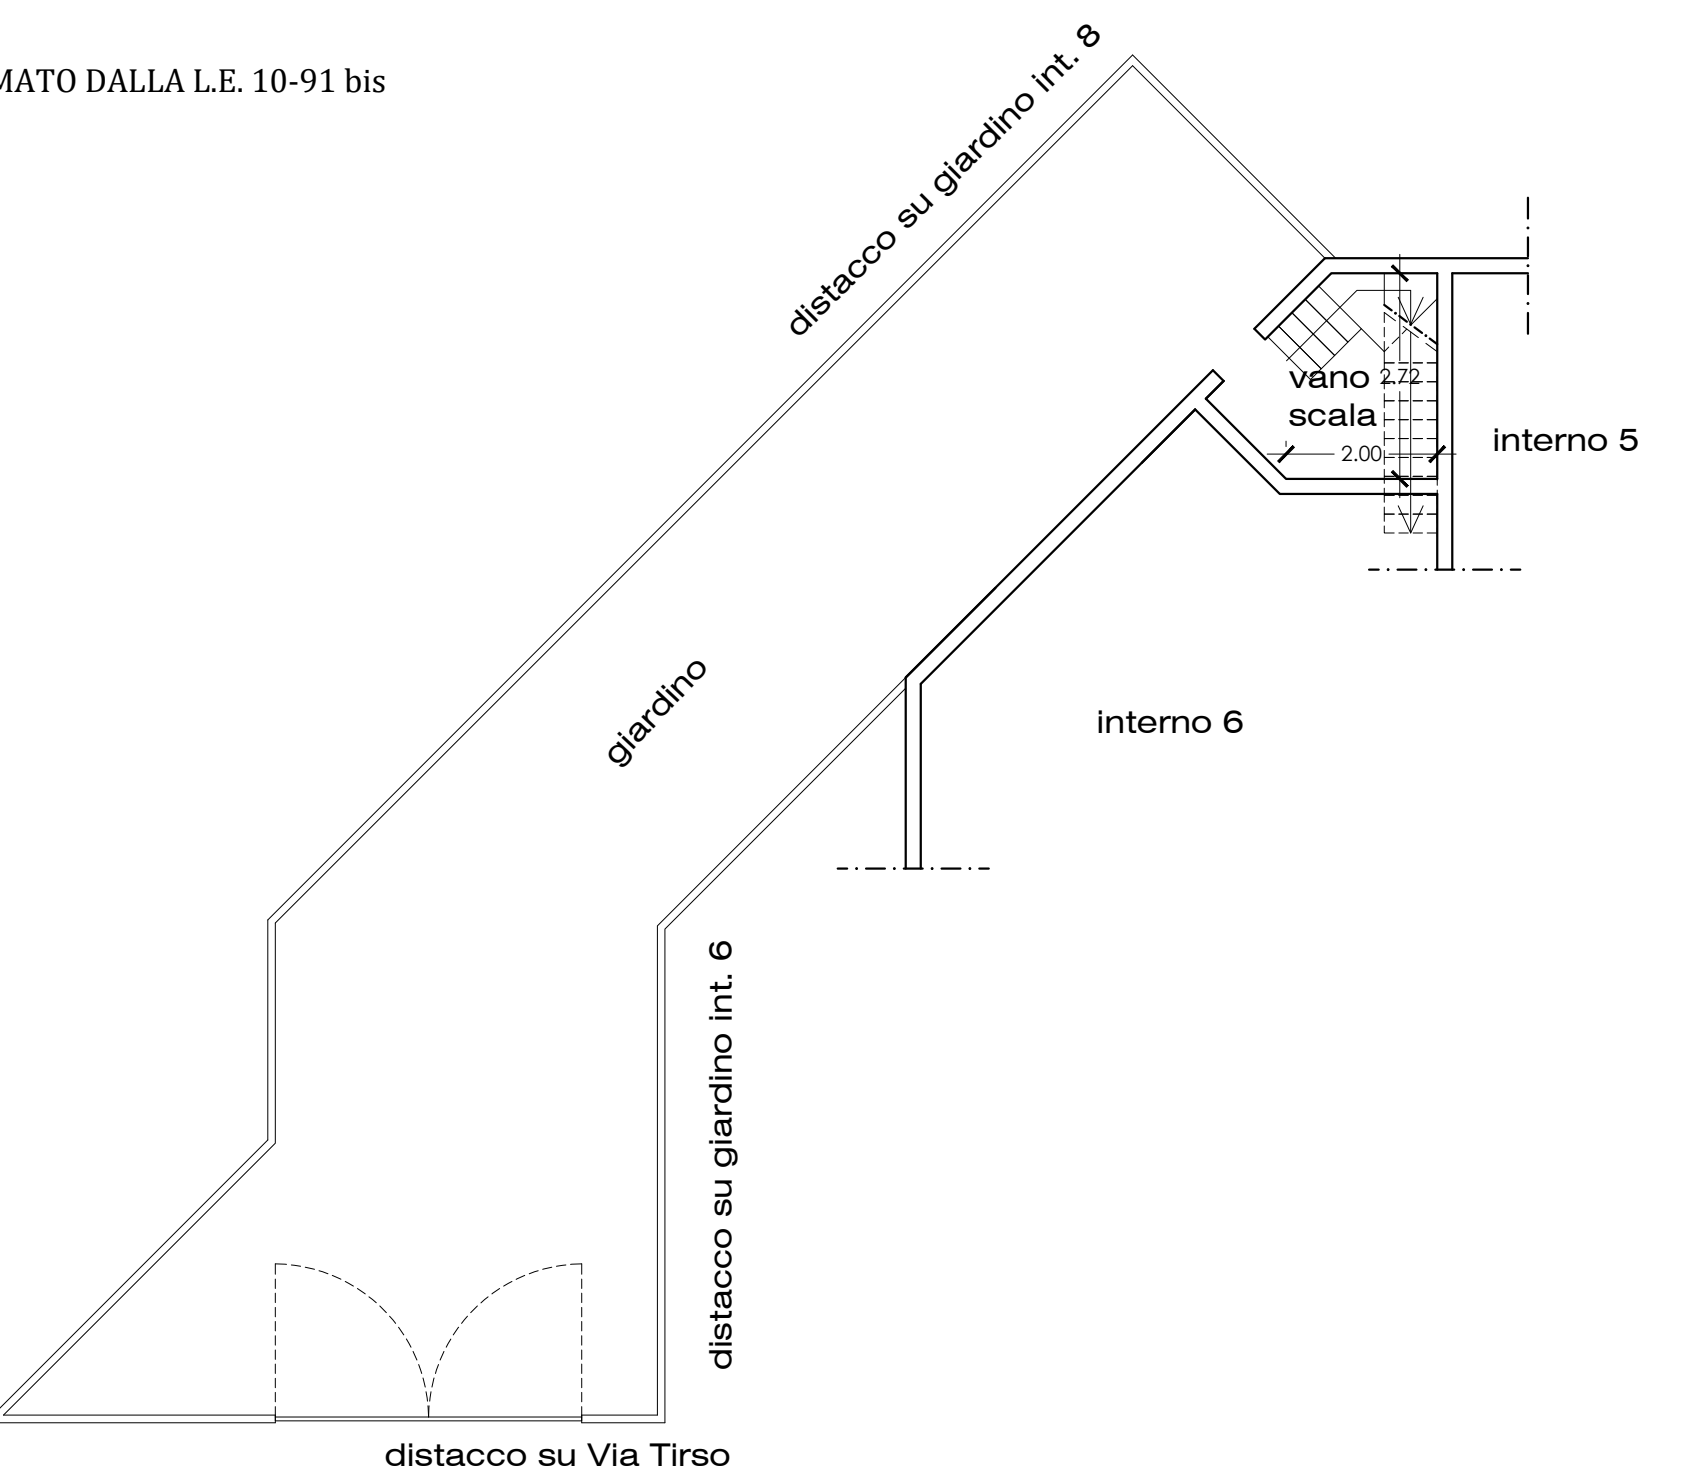 MATO DALLA L.E. 10-91 bis
distacco su giardino int. 8
vano 2.72
scala
2.00
interno 5
giardino
interno 6
distacco su giardino int. 6
distacco su Via Tirso